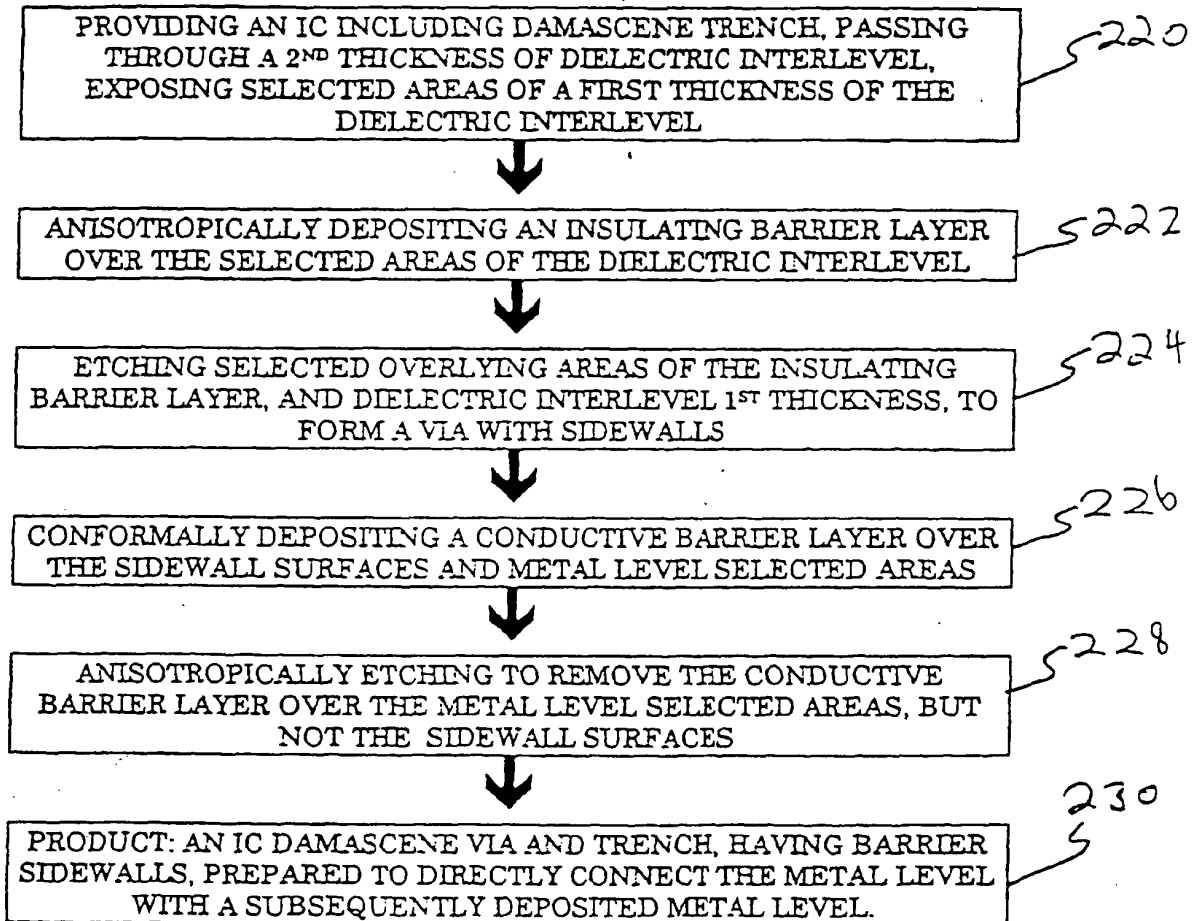 PROVIDING AN IC INCLUDING DAMASCENE TRENCH, PASSING
THROUGH A 2ND THICKNESS OF DIELECTRIC INTERLEVEL,
EXPOSING SELECTED AREAS OF A FIRST THICKNESS OF THE
DIELECTRIC INTERLEVEL
220
ANISOTROPICALLY DEPOSITING AN INSULATING BARRIER LAYER
OVER THE SELECTED AREAS OF THE DIELECTRIC INTERLEVEL
222
ETCHING SELECTED OVERLYING AREAS OF THE INSULATING
BARRIER LAYER, AND DIELECTRIC INTERLEVEL 1ST THICKNESS, TO
FORM A VIA WITH SIDEWALLS
224
CONFORMALLY DEPOSITING A CONDUCTIVE BARRIER LAYER OVER
THE SIDEWALL SURFACES AND METAL LEVEL SELECTED AREAS
226
ANISOTROPICALLY ETCHING TO REMOVE THE CONDUCTIVE
BARRIER LAYER OVER THE METAL LEVEL SELECTED AREAS, BUT
NOT THE SIDEWALL SURFACES
228
PRODUCT: AN IC DAMASCENE VIA AND TRENCH, HAVING BARRIER
SIDEWALLS, PREPARED TO DIRECTLY CONNECT THE METAL LEVEL
WITH A SUBSEQUENTLY DEPOSITED METAL LEVEL.
230